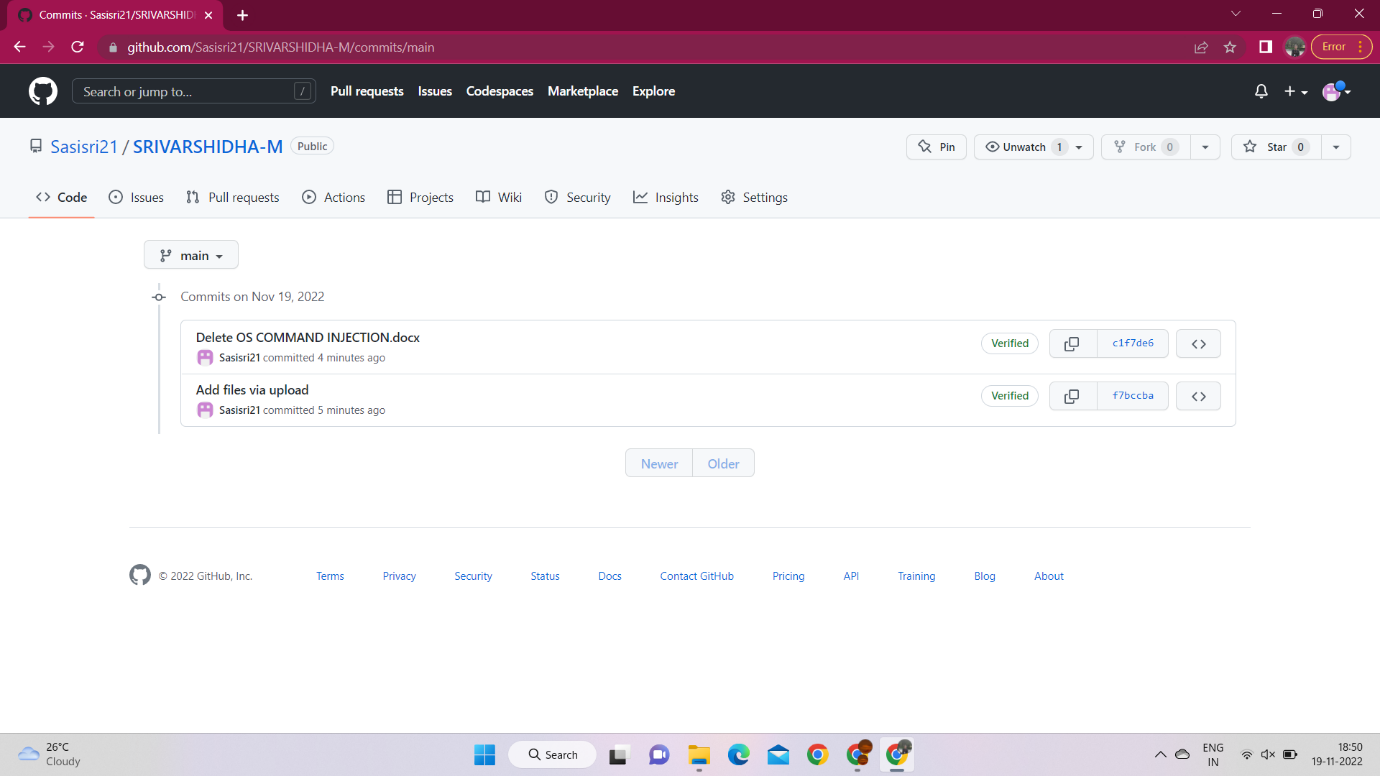 Commits · Sasisri21/SRIVARSHID
github.com/Sasisri21/SRIVARSHIDHA-M/commits/main
Error
Search or jump to... /
Pull requests Issues Codespaces Marketplace Explore
Sasisri21 / SRIVARSHIDHA-M Public
Pin Unwatch 1 Fork 0 Star 0
Code Issues Pull requests Actions Projects Wiki Security Insights Settings
main
Commits on Nov 19, 2022
Delete OS COMMAND INJECTION.docx
Sasisri21 committed 4 minutes ago
Verified c1f7de6
Add files via upload
Sasisri21 committed 5 minutes ago
Verified f7bccba
Newer Older
© 2022 GitHub, Inc. Terms Privacy Security Status Docs Contact GitHub Pricing API Training Blog About
26°C
Cloudy
Search
ENG
IN
18:50
19-11-2022